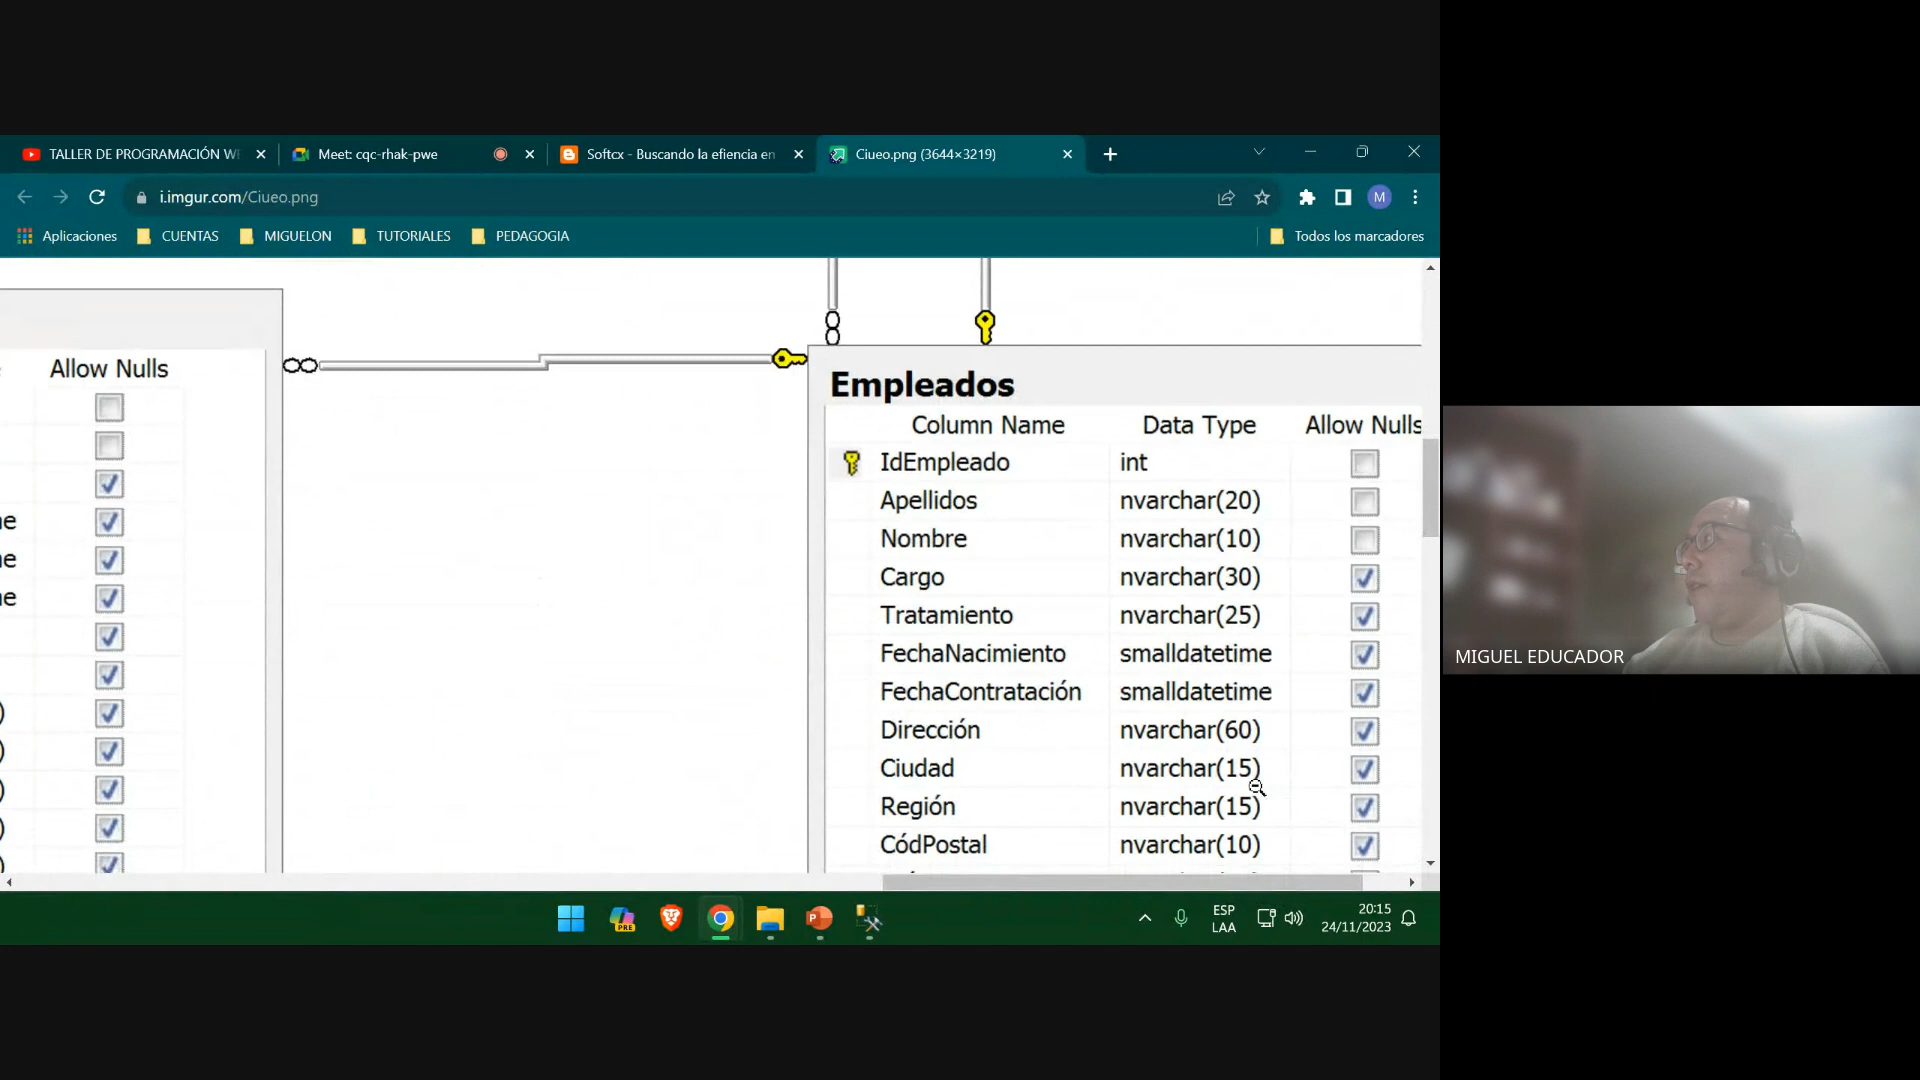 TALLER DE PROGRAMACIÓN WE
Meet: cqc-rhak-pwe
Softcx - Buscando la efiencia en
Ciueo.png (3644×3219)
i.imgur.com/Ciueo.png
M
Aplicaciones
CUENTAS
MIGUELON
TUTORIALES
PEDAGOGIA
Todos los marcadores
Allow Nulls
e
e
e
)
)
)
)
)
Empleados
Column Name Data Type Allow Nulls
IdEmpleado int
Apellidos nvarchar(20)
Nombre nvarchar(10)
Cargo nvarchar(30)
Tratamiento nvarchar(25)
FechaNacimiento smalldatetime
FechaContratación smalldatetime
Dirección nvarchar(60)
Ciudad nvarchar(15)
Región nvarchar(15)
CódPostal nvarchar(10)
MIGUEL EDUCADOR
PRE
P
ESP
LAA
20:15
24/11/2023